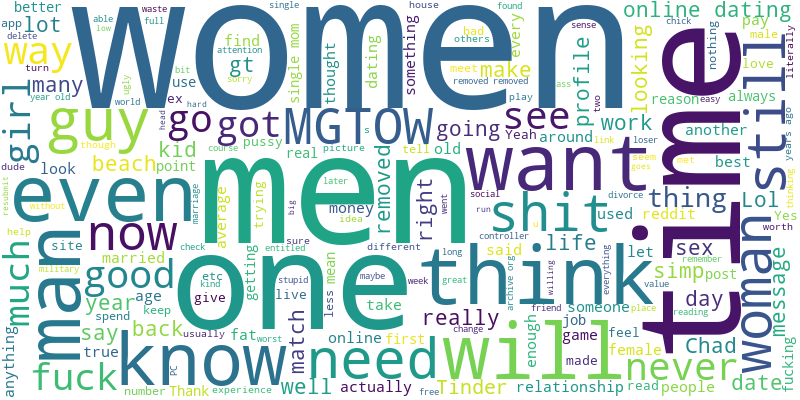 better
app
lot
able
low
waste
full
women
single
house
found
online dating
way
delete
turn
attention
others
bad
every
something
chick
pay
male
nothing
sense
many
year old
use
find
gt
sorry
single mom
thought
dating
make
meet
removed removed
play
profile
looking
love
literally
girl
guy
go
got
MGTOW
going
see
work
reason
easy
always
time
still
ex
ugly
world
hard
bit
head
pussy
s
Yeah
around
ass
two
another
though
course
picture
tell
old
link
loser
dude
look
beach
kid
point
real
removed
want
seem
goes
met
best
years ago
thinking
resubmit
without
even
marriage
average
trying
later
idea
money
men
right
social
went
shit
used
thing
reddit
Lol
Yes
worth
help
site
now
check
big
sure
entitled
different
run
divorce
u
controller
said
life
let
sex
remember
much
man
military
married
etc
kind
getting
mean
less
one
long
think
willing
everything
value
simp
post
reading
woman
message
good
year
age
give
stupid
live
maybe
week
take
great
archive org
friend
place
someone
day
say
spend
keep
back
usually
fat
worst
match
really
change
enough
job
feel
Chad
anything
true
know
PC
online
first
will
game
made
female
never
fucking
fuck
number
Thank
experience
well
need
actually
free
Tinder
relationship
read
people
date